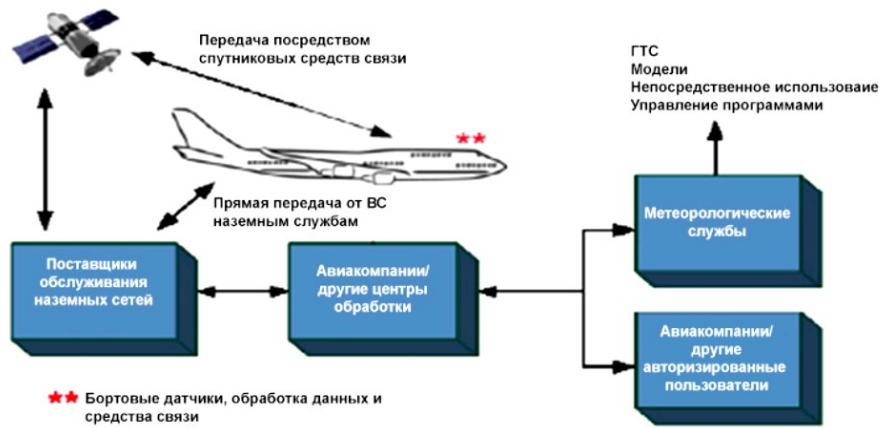 Передача посредством
спутниковых средств связи
ГТС
Модели
Непосредственное использоваие
Управление программами
**
Прямая передача от ВС
наземным службам
Метеорологические
службы
Поставщики
обслуживания
наземных сетей
Авиакомпании/
другие центры
обработки
Авиакомпании/
другие
авторизированные
пользователи
** Бортовые датчики, обработка данных и
средства связи